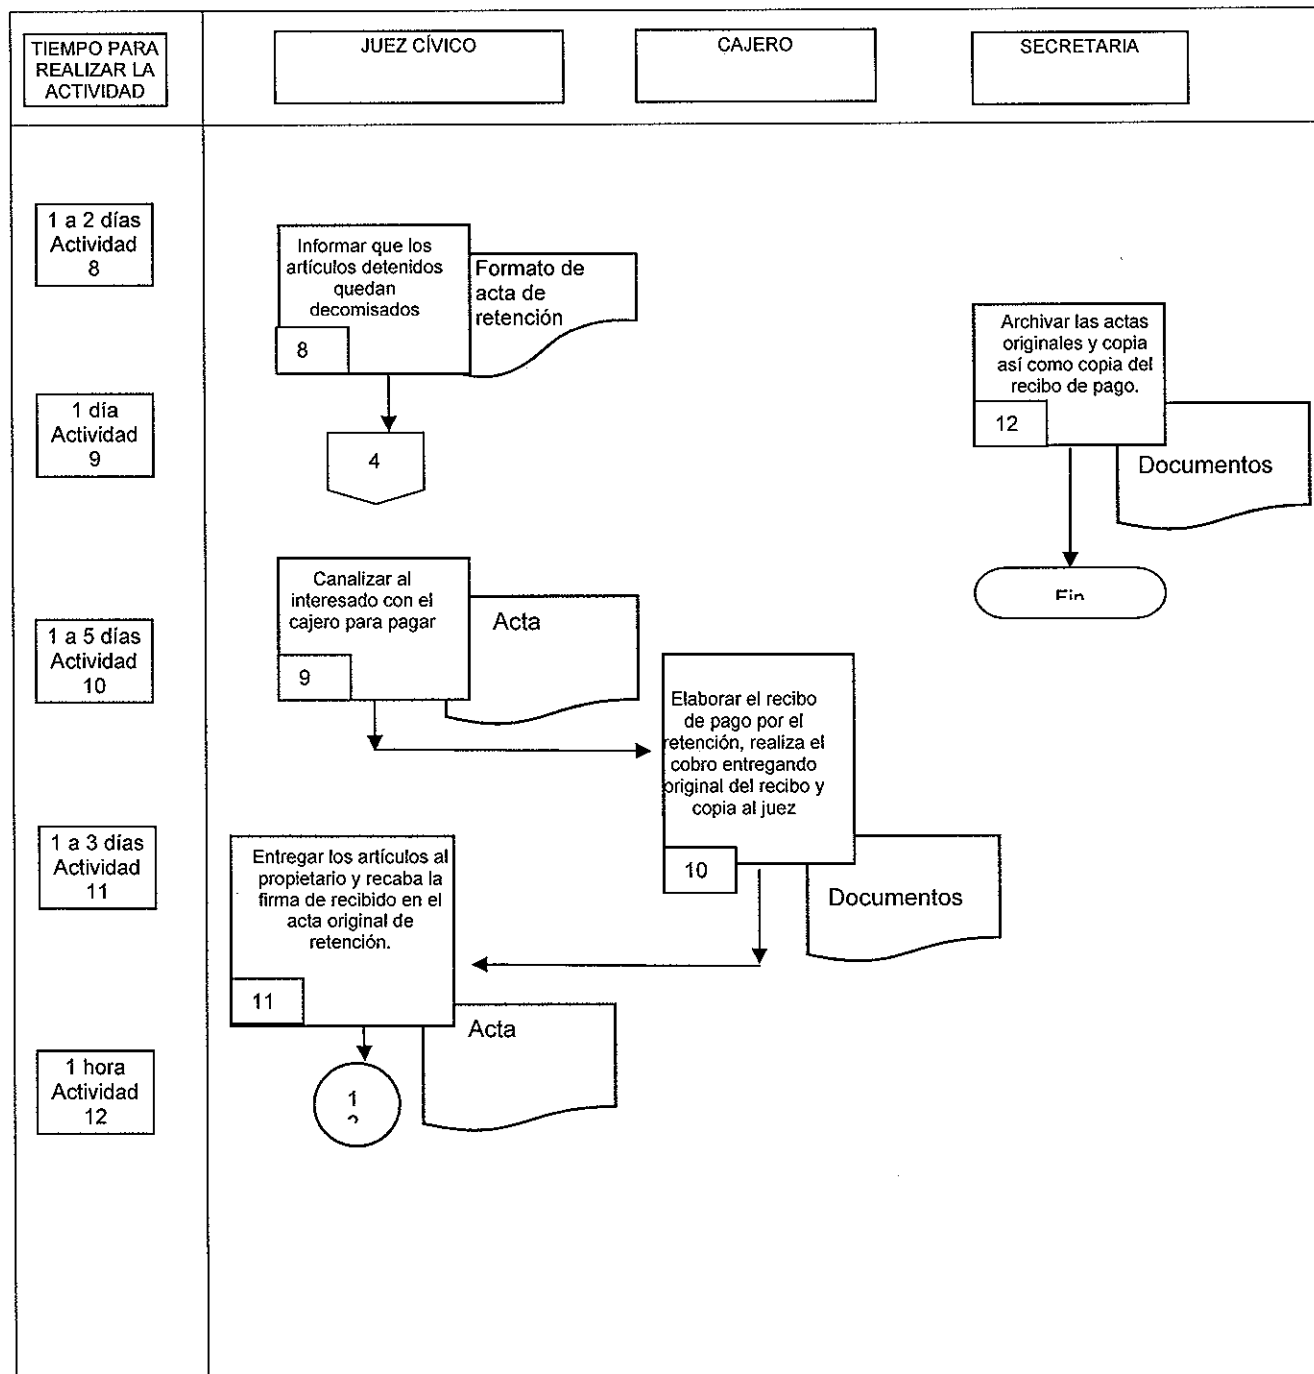 TIEMPO PARA
REALIZAR LA
ACTIVIDAD
JUEZ CÍVICO
CAJERO
SECRETARIA
1 a 2 días
Actividad
8
Informar que los
artículos detenidos
quedan
decomisados
8
Formato de
acta de
retención
4
1 día
Actividad
9
Archivar las actas
originales y copia
así como copia del
recibo de pago.
12
Documentos
Fin
Canalizar al
interesado con el
cajero para pagar
9
Acta
1 a 5 días
Actividad
10
Elaborar el recibo
de pago por el
retención, realiza el
cobro entregando
original del recibo y
copia al juez
10
Documentos
1 a 3 días
Actividad
11
Entregar los artículos al
propietario y recaba la
firma de recibido en el
acta original de
retención.
11
Acta
1
2
1 hora
Actividad
12